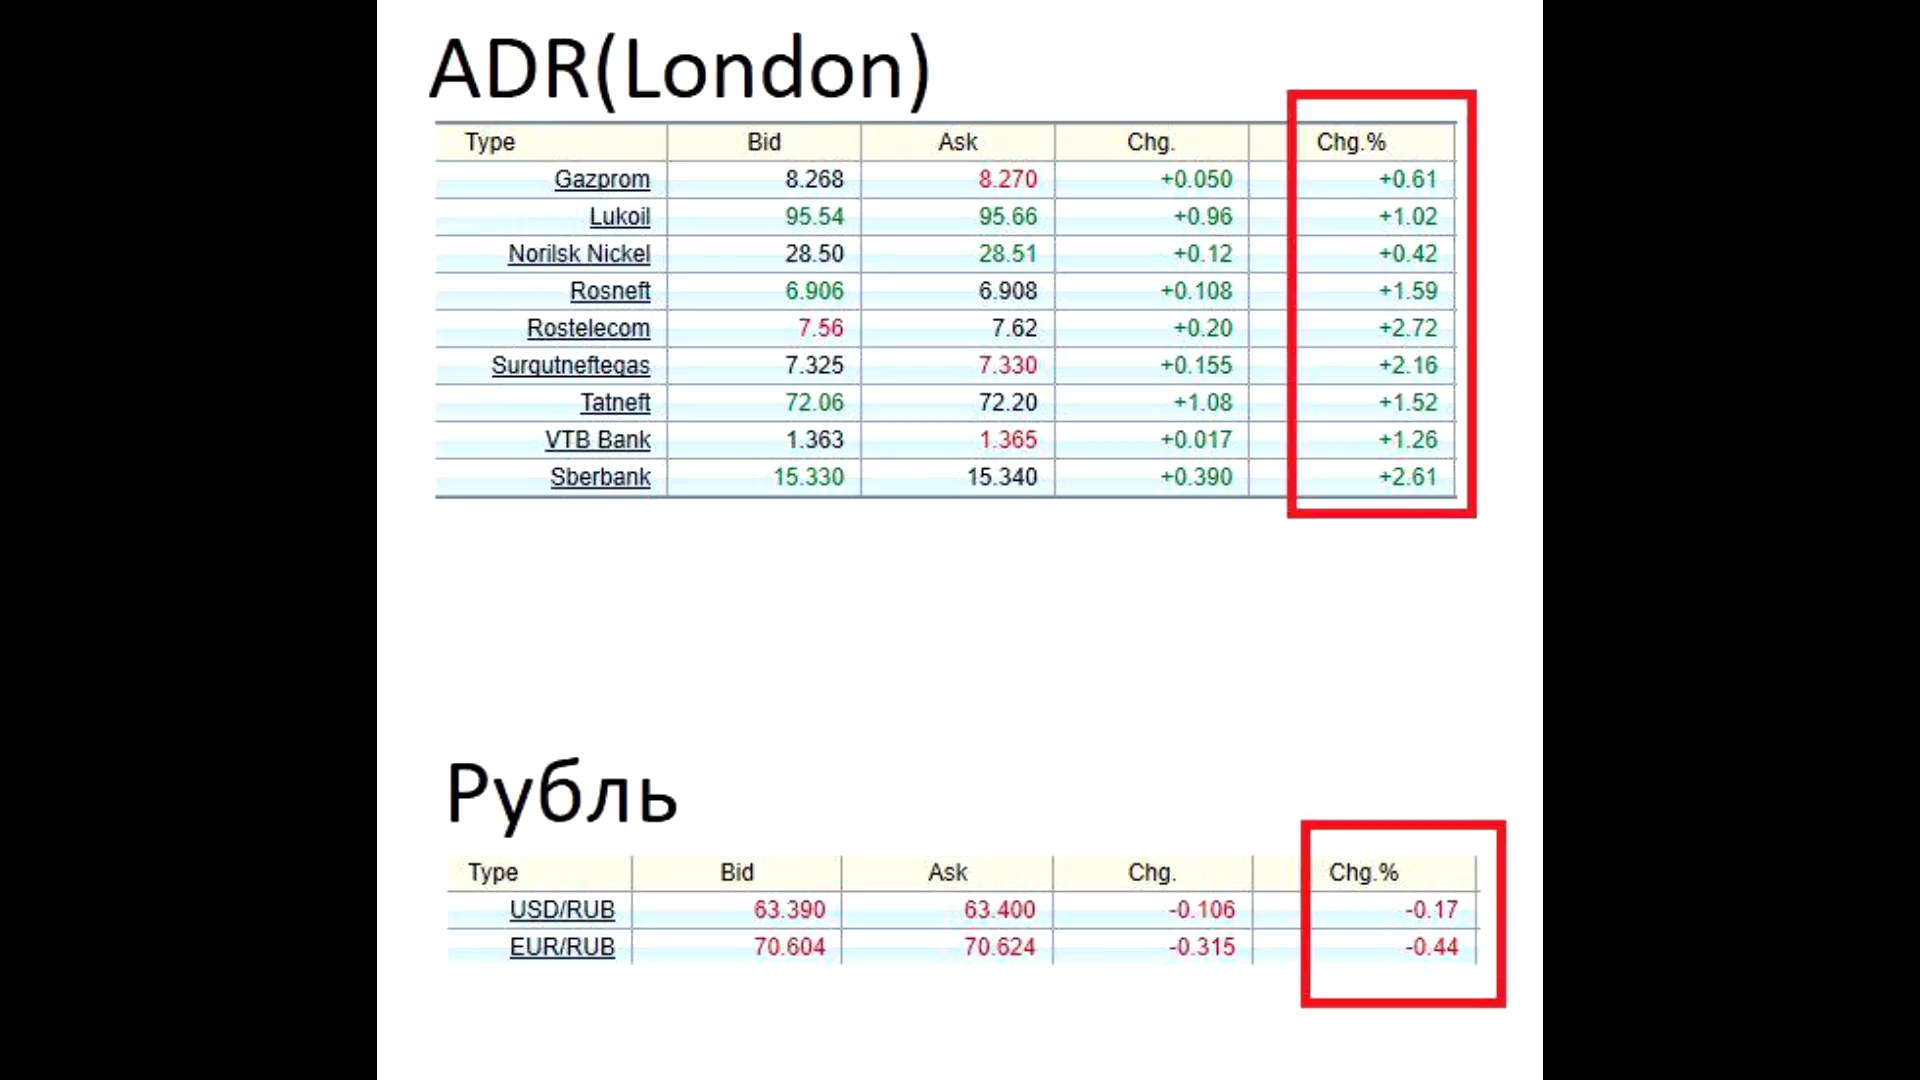 ADR(London)
Type Bid Ask Chg. Chg.%
Gazprom 8.268 8.270 +0.050 +0.61
Lukoil 95.54 95.66 +0.96 +1.02
Norilsk Nickel 28.50 28.51 +0.12 +0.42
Rosneft 6.906 6.908 +0.108 +1.59
Rostelecom 7.56 7.62 +0.20 +2.72
Surgutneftegas 7.325 7.330 +0.155 +2.16
Tatneft 72.06 72.20 +1.08 +1.52
VTB Bank 1.363 1.365 +0.017 +1.26
Sberbank 15.330 15.340 +0.390 +2.61
Рубль
Type Bid Ask Chg. Chg.%
USD/RUB 63.390 63.400 -0.106 -0.17
EUR/RUB 70.604 70.624 -0.315 -0.44